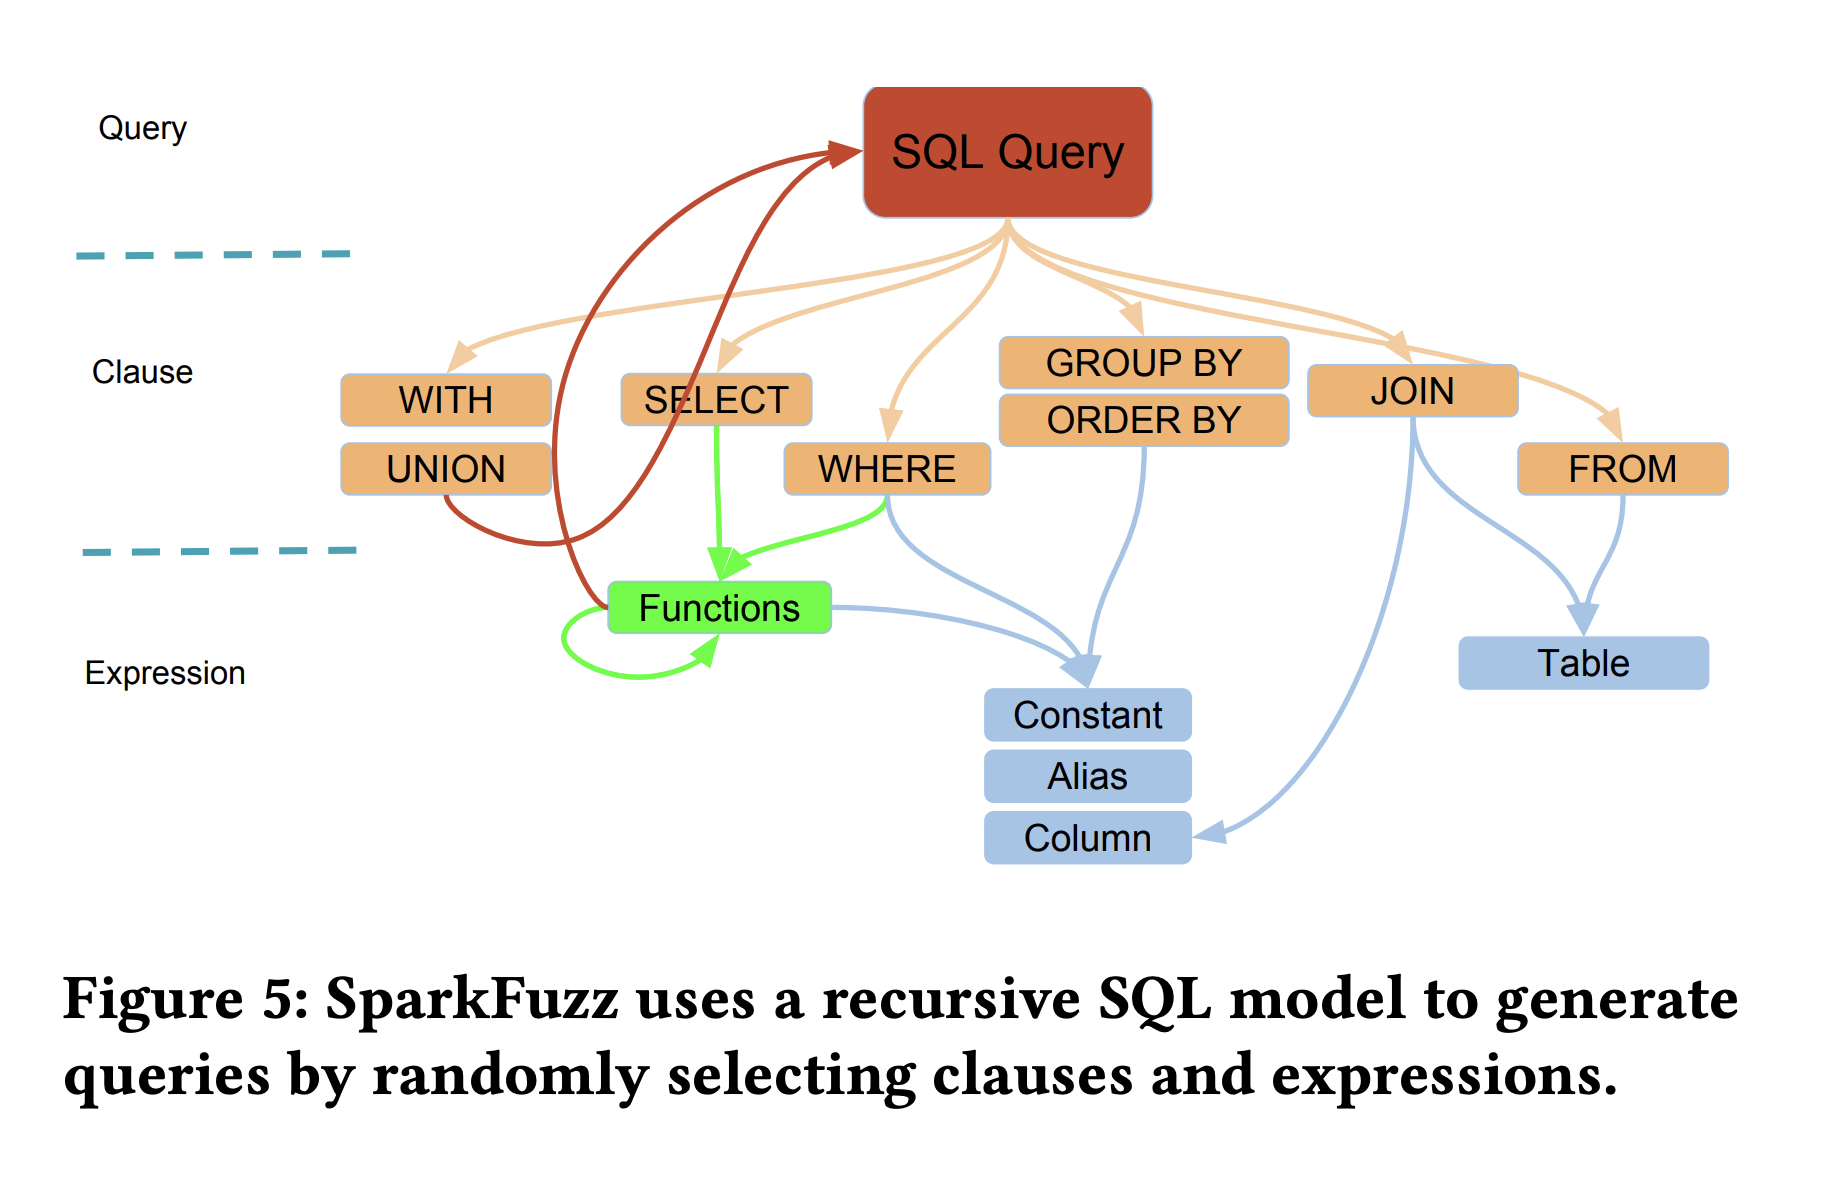 Query
SQL Query
Clause
WITH
UNION
SELECT
WHERE
GROUP BY
ORDER BY
JOIN
FROM
Expression
Functions
Constant
Alias
Column
Table
Figure 5: SparkFuzz uses a recursive SQL model to generate
queries by randomly selecting clauses and expressions.